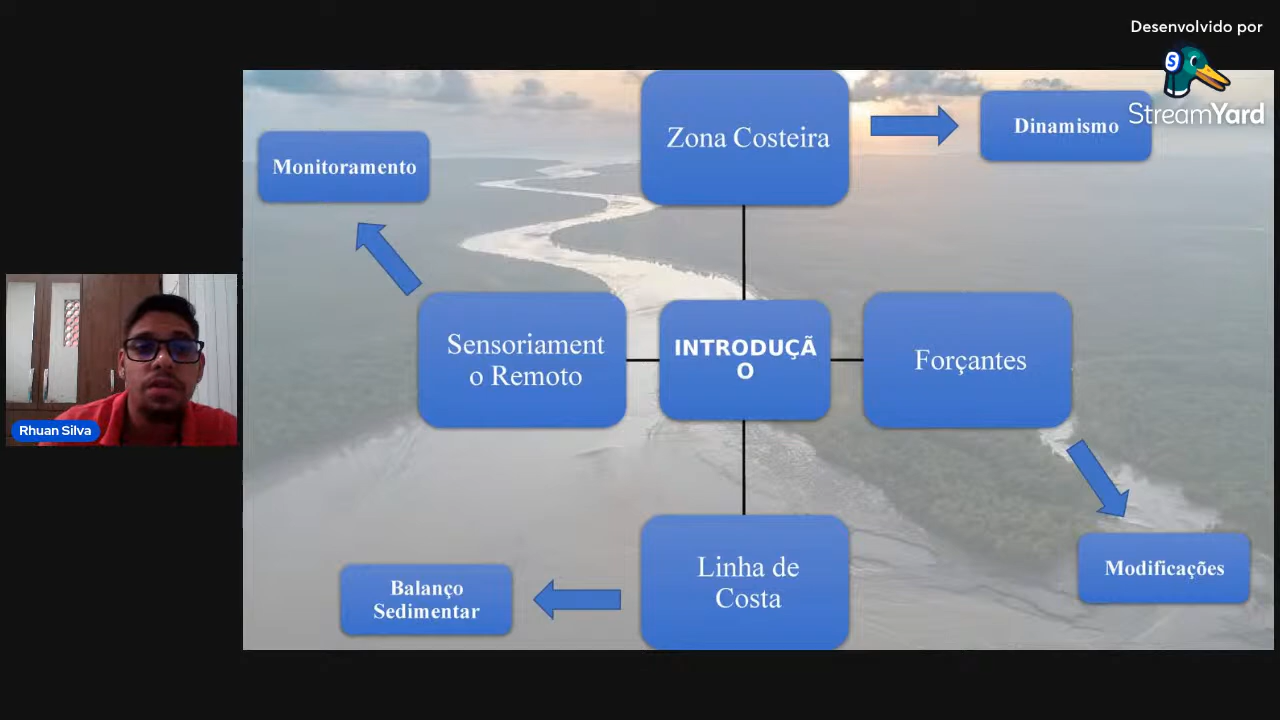 Desenvolvido por
StreamYard
Zona Costeira
Dinamismo
Monitoramento
Sensoriament
o Remoto
INTRODUÇÃ
O
Forçantes
Rhuan Silva
Linha de
Costa
Balanço
Sedimentar
Modificações